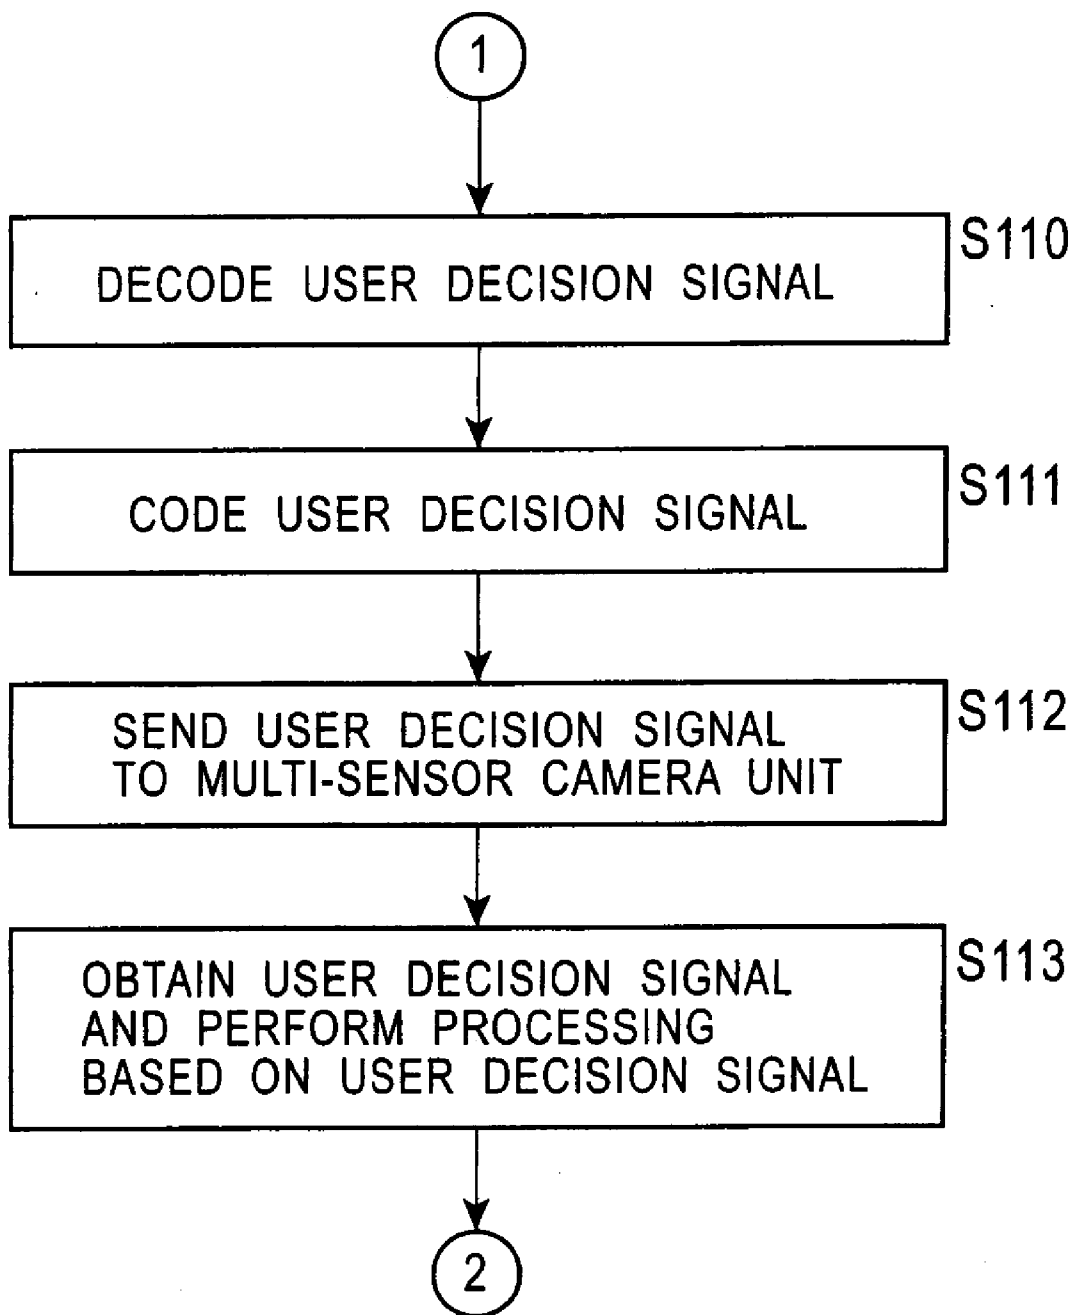 1
S110
DECODE USER DECISION SIGNAL
S111
CODE USER DECISION SIGNAL
S112
SEND USER DECISION SIGNAL
TO MULTI-SENSOR CAMERA UNIT
S113
OBTAIN USER DECISION SIGNAL
AND PERFORM PROCESSING
BASED ON USER DECISION SIGNAL
2